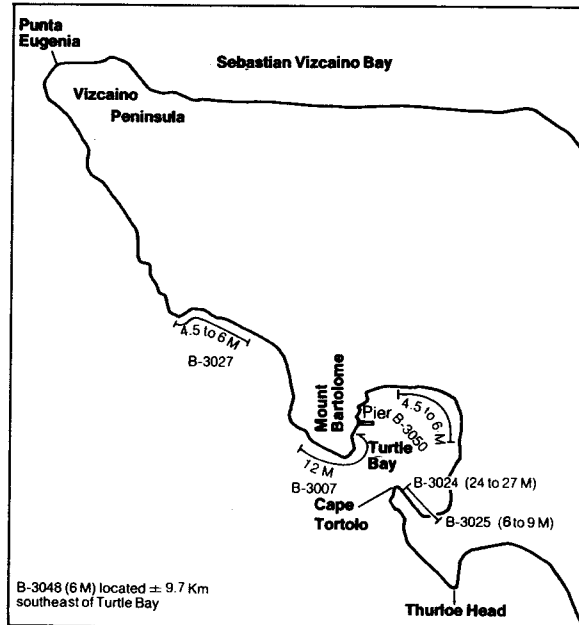 Punta
Eugenia
Sebastian Vizcaino Bay
Vizcaino
Peninsula
4.5 to 6 M
B-3027
Mount
Bartolome
Pier
B-3050
4.5 to 6 M
Turtle
Bay
12 M
B-3007
B-3024 (24 to 27 M)
Cape
Tortolo
B-3025 (6 to 9 M)
B-3048 (6 M) located ± 9.7 Km
southeast of Turtle Bay
Thurloe Head